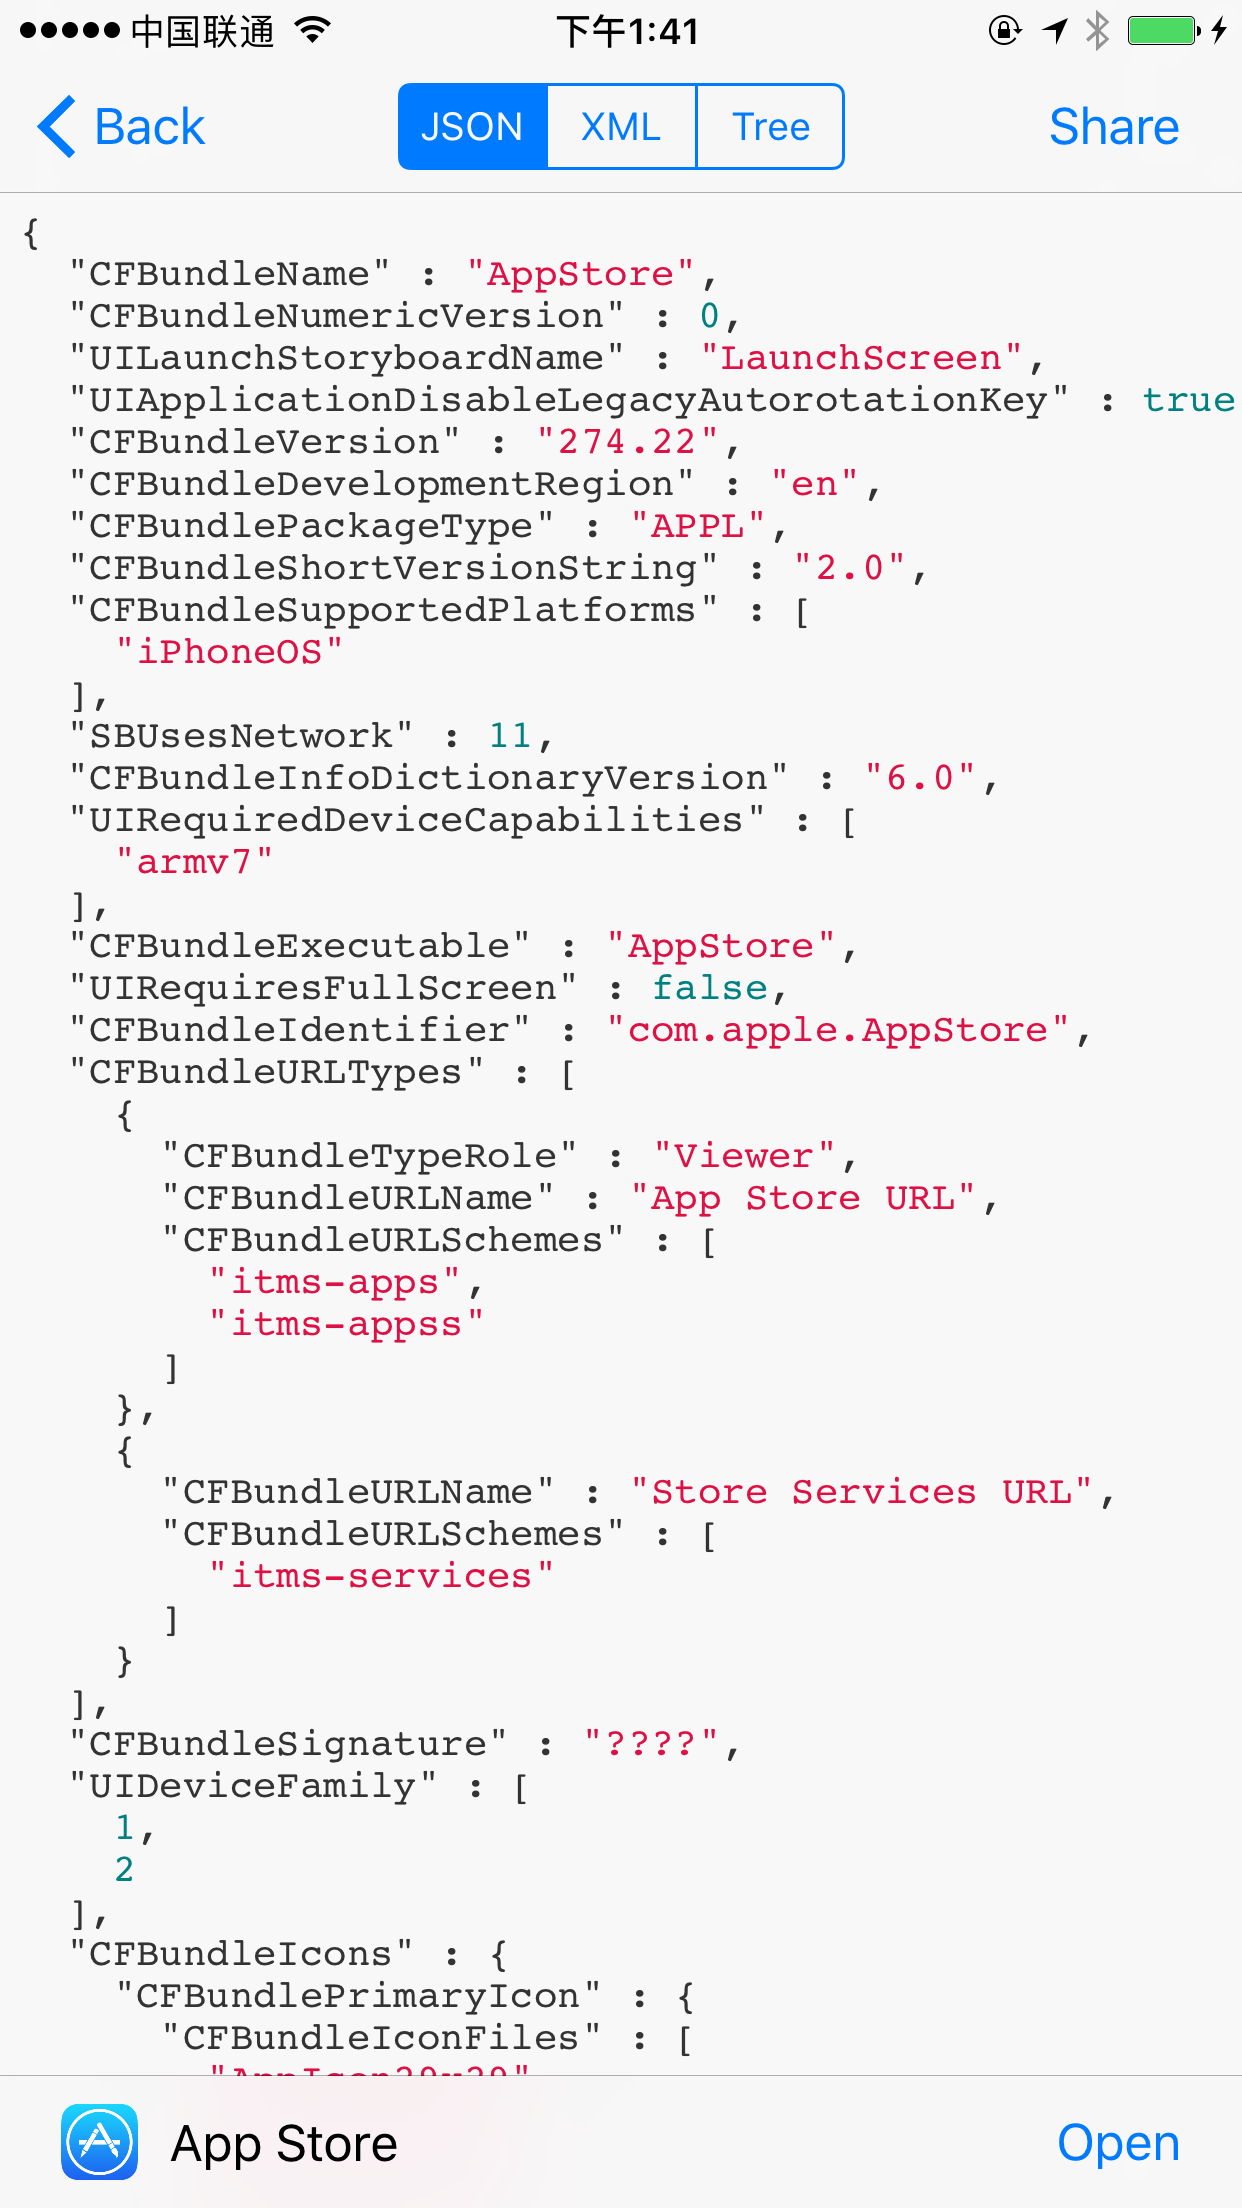 中国联通 下午1:41
Back JSON XML Tree Share
{
"CFBundleName" : "AppStore",
"CFBundleNumericVersion" : 0,
"UILaunchStoryboardName" : "LaunchScreen",
"UIApplicationDisableLegacyAutorotationKey" : true
"CFBundleVersion" : "274.22",
"CFBundleDevelopmentRegion" : "en",
"CFBundlePackageType" : "APPL",
"CFBundleShortVersionString" : "2.0",
"CFBundleSupportedPlatforms" : [
"iPhoneOS"
],
"SBUsesNetwork" : 11,
"CFBundleInfoDictionaryVersion" : "6.0",
"UIRequiredDeviceCapabilities" : [
"armv7"
],
"CFBundleExecutable" : "AppStore",
"UIRequiresFullScreen" : false,
"CFBundleIdentifier" : "com.apple.AppStore",
"CFBundleURLTypes" : [
{
"CFBundleTypeRole" : "Viewer",
"CFBundleURLName" : "App Store URL",
"CFBundleURLSchemes" : [
"itms-apps",
"itms-appss"
]
},
{
"CFBundleURLName" : "Store Services URL",
"CFBundleURLSchemes" : [
"itms-services"
]
}
],
"CFBundleSignature" : "????",
"UIDeviceFamily" : [
1,
2
],
"CFBundleIcons" : {
"CFBundlePrimaryIcon" : {
"CFBundleIconFiles" : [
App Store Open